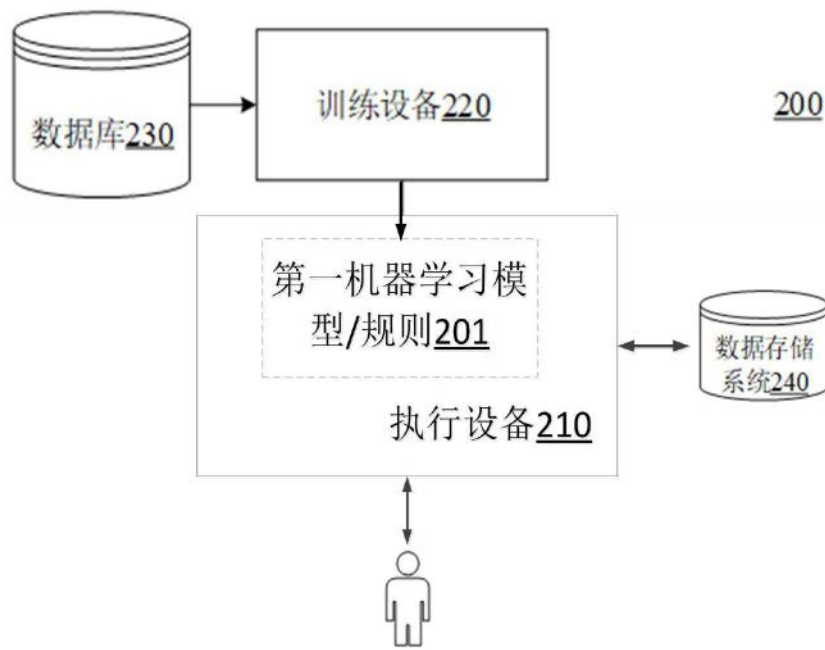 训练设备220
200
数据库230
第一机器学习模
型/规则201
数据存储
系统240
执行设备210